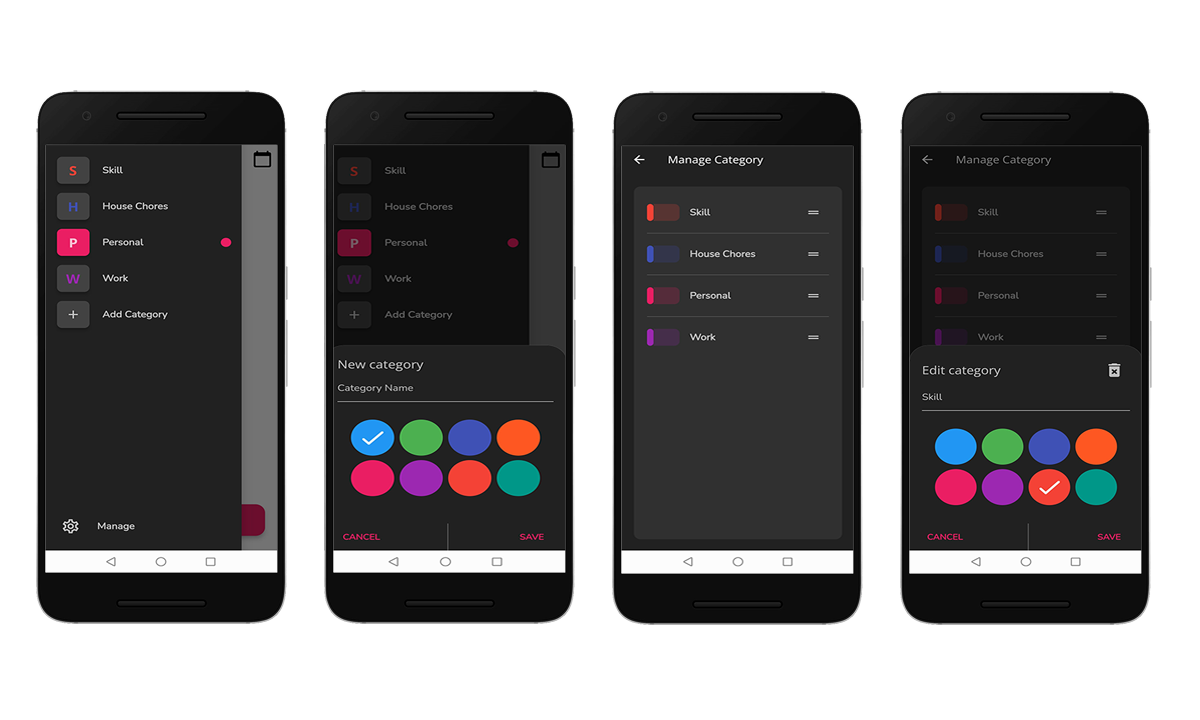 S Skill
H House Chores
P Personal
W Work
+ Add Category
Manage
S Skill
H House Chores
P Personal
W Work
+ Add Category
New category
Category Name
CANCEL SAVE
Manage Category
Skill
House Chores
Personal
Work
Manage Category
Skill
House Chores
Personal
Work
Edit category
Skill
CANCEL SAVE